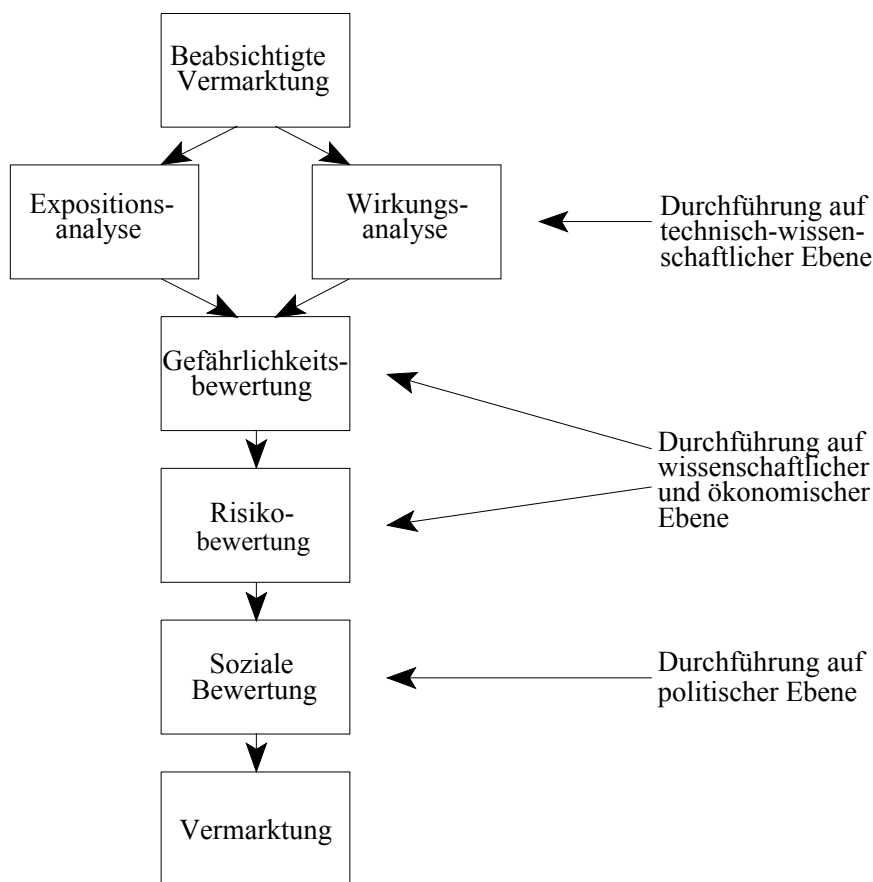 Beabsichtigte
Vermarktung
Expositions-
analyse
Wirkungs-
analyse
Durchführung auf
technisch-wissen-
schaftlicher Ebene
Gefährlichkeits-
bewertung
Durchführung auf
wissenschaftlicher
und ökonomischer
Ebene
Risiko-
bewertung
Soziale
Bewertung
Durchführung auf
politischer Ebene
Vermarktung